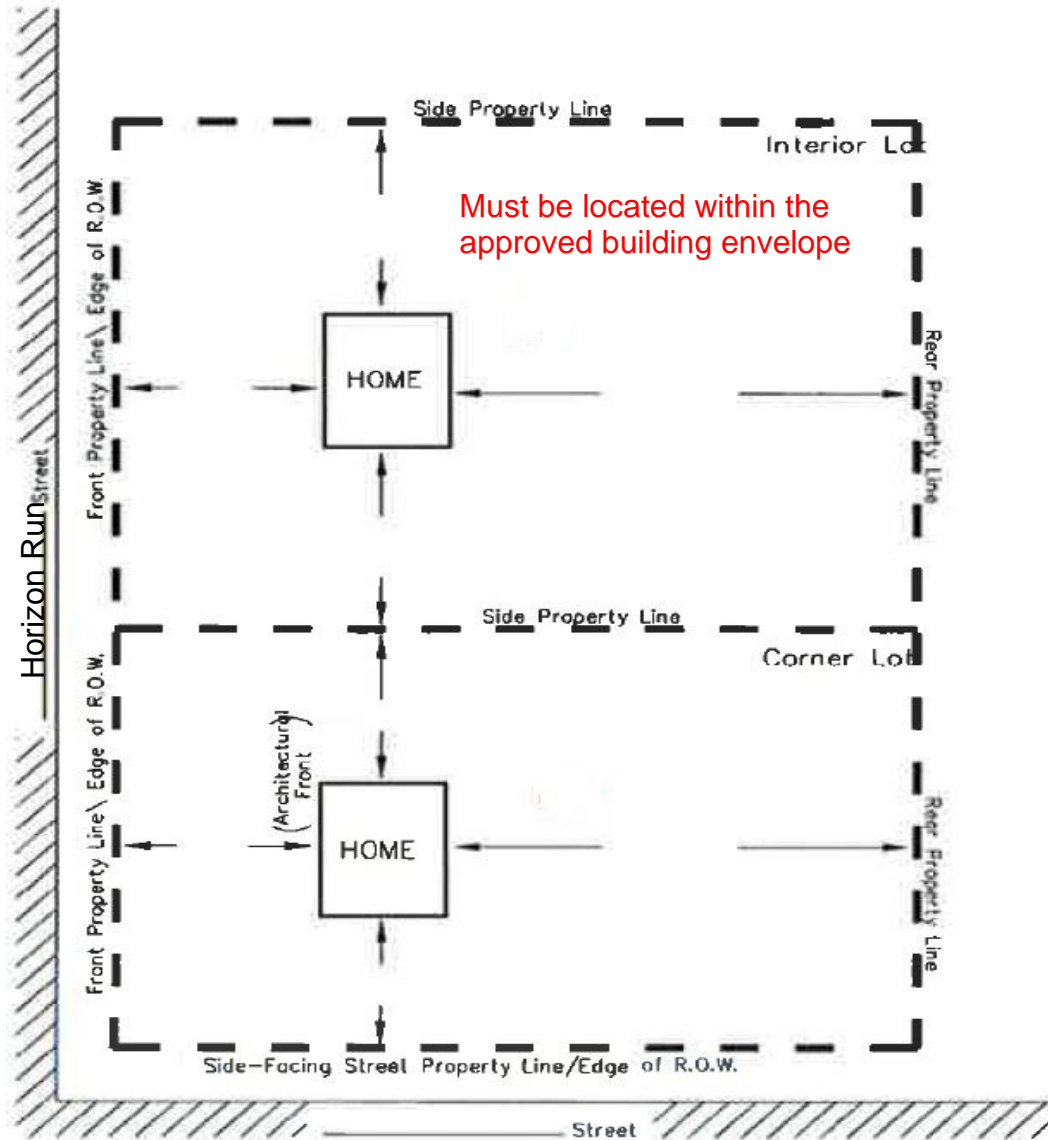 Side Property Line
Interior Lot
Must be located within the
approved building envelope
Front Property Line\ Edge of R.O.W.
HOME
Rear Property Line
Horizon Run Street
Side Property Line
Corner Lot
Front Property Line\ Edge of R.O.W.
(Architectural
Front)
HOME
Rear Property Line
Side-Facing Street Property Line/Edge of R.O.W.
Street